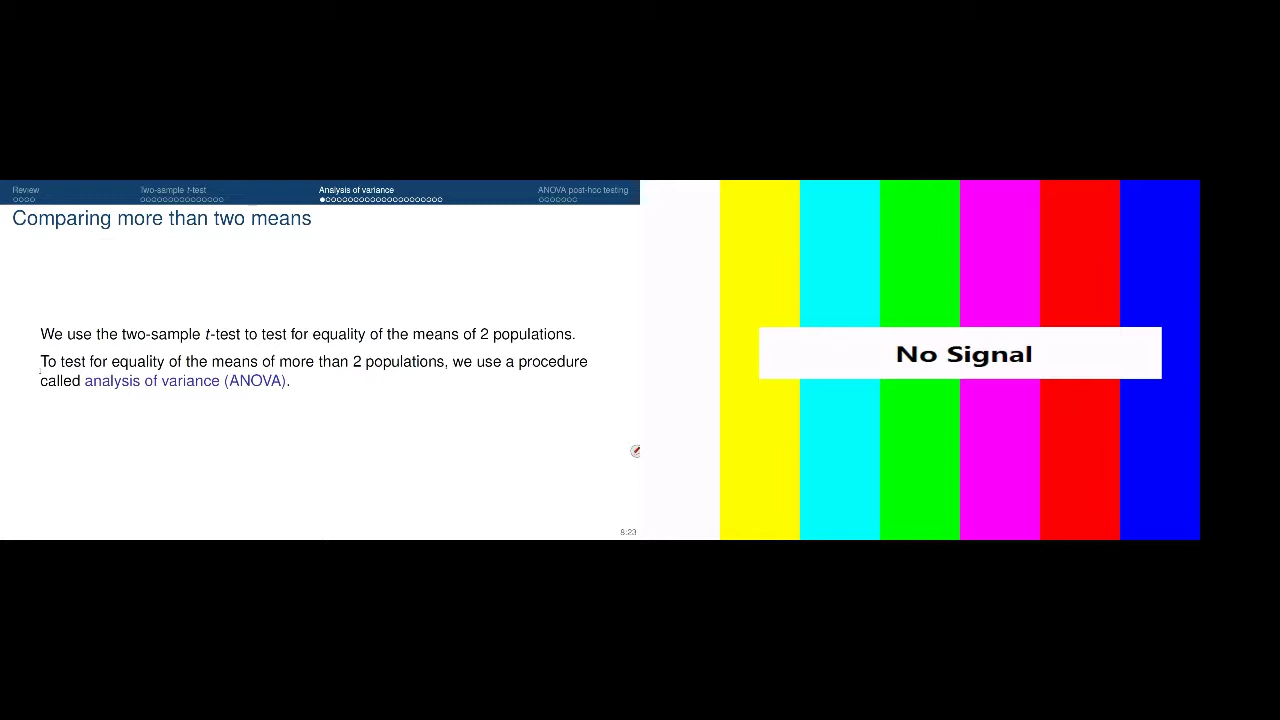 Review Two-sample t-test Analysis of variance ANOVA post-hoc testing
Comparing more than two means
We use the two-sample t-test to test for equality of the means of 2 populations.
To test for equality of the means of more than 2 populations, we use a procedure
called analysis of variance (ANOVA).
8:23
No Signal